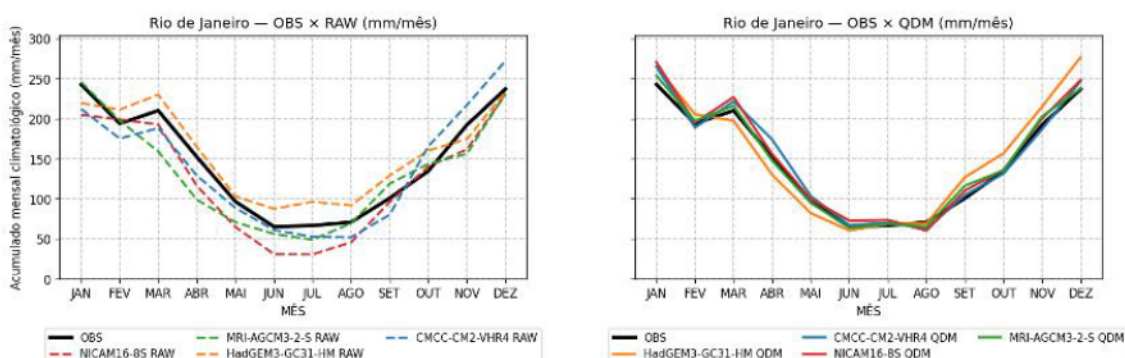 Rio de Janeiro — OBS × RAW (mm/mês)
Acumulado mensal climatológico (mm/mês)
300
250
200
150
100
50
0
JAN FEV MAR ABR MAI JUN JUL AGO SET OUT NOV DEZ
MÊS
OBS
NICAM16-8S RAW
MRI-AGCM3-2-S RAW
HadGEM3-GC31-HM RAW
CMCC-CM2-VHR4 RAW
Rio de Janeiro — OBS × QDM (mm/mês)
JAN FEV MAR ABR MAI JUN JUL AGO SET OUT NOV DEZ
MÊS
OBS
HadGEM3-GC31-HM QDM
CMCC-CM2-VHR4 QDM
NICAM16-8S QDM
MRI-AGCM3-2-S QDM